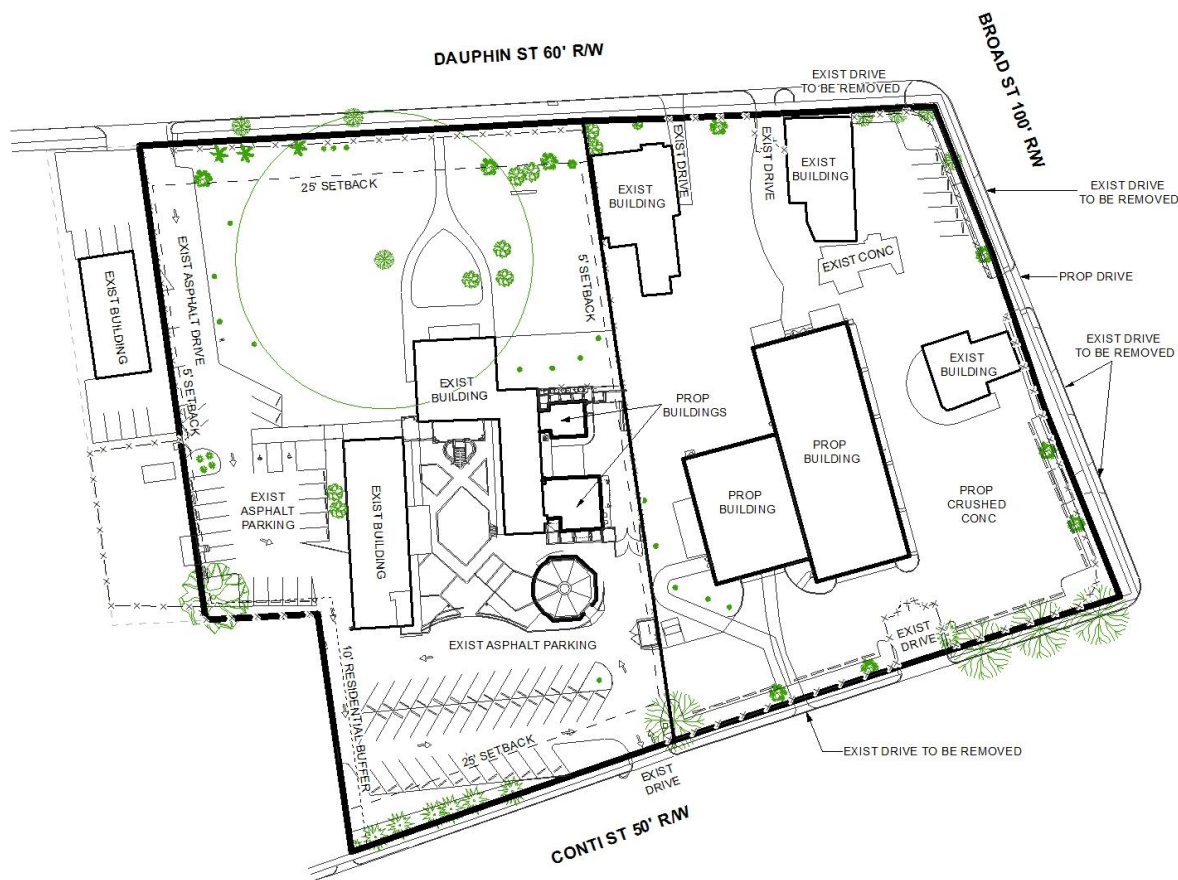 DAUPHIN ST 60' R/W
BROAD ST 100' R/W
EXIST DRIVE
TO BE REMOVED
EXIST DRIVE
TO BE REMOVED
PROP DRIVE
EXIST DRIVE
TO BE REMOVED
25' SETBACK
EXIST
BUILDING
EXIST DRIVE
EXIST DRIVE
EXIST
BUILDING
EXIST CONC
EXIST BUILDING
EXIST ASPHALT DRIVE
5' SETBACK
5' SETBACK
EXIST
BUILDING
PROP
BUILDINGS
EXIST
BUILDING
PROP
BUILDING
PROP
BUILDING
PROP
CRUSHED
CONC
EXIST
ASPHALT
PARKING
EXIST BUILDING
EXIST ASPHALT PARKING
EXIST
DRIVE
10' RESIDENTIAL BUFFER
25' SETBACK
EXIST DRIVE TO BE REMOVED
EXIST
DRIVE
CONTI ST 50' R/W